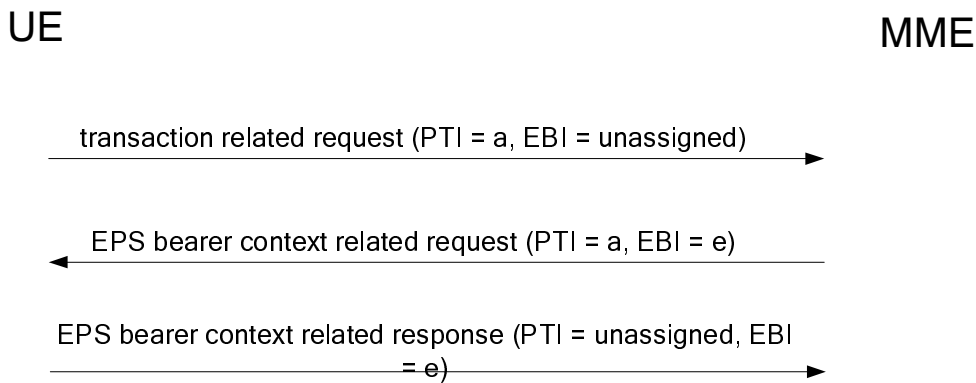 UE
MME
transaction related request (PTI = a, EBI = unassigned)
EPS bearer context related request (PTI = a, EBI = e)
EPS bearer context related response (PTI = unassigned, EBI
= e)